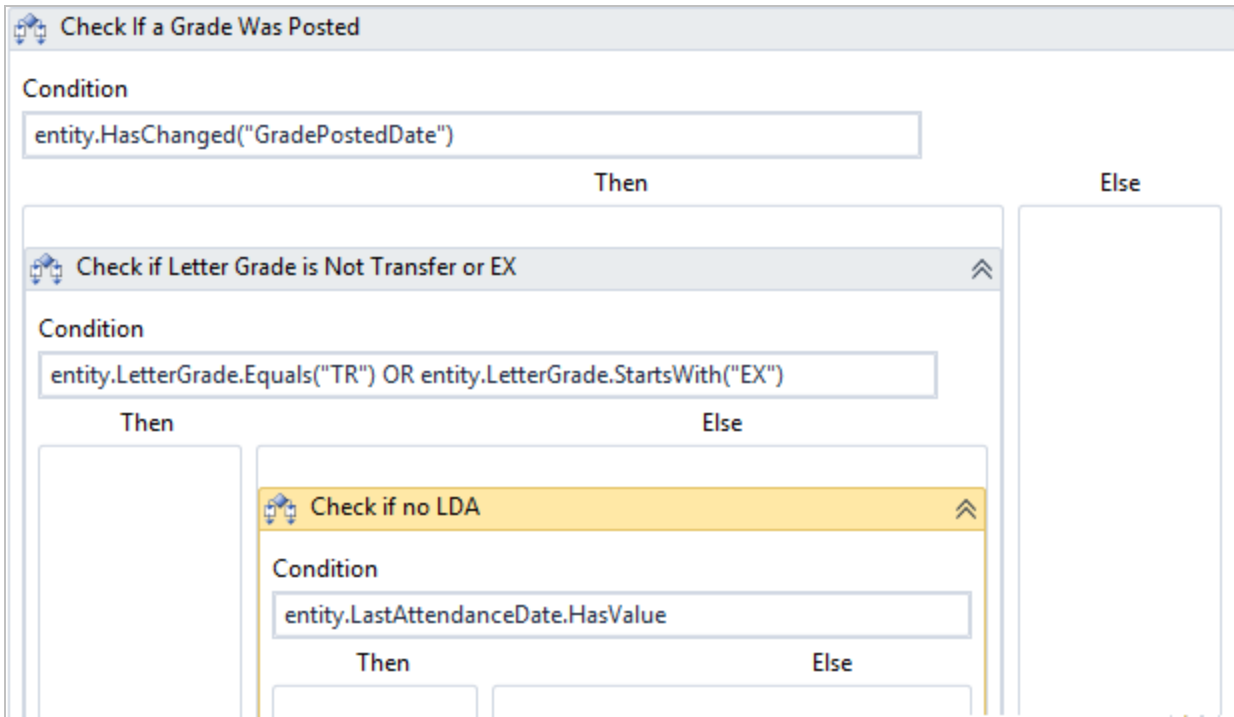 Check If a Grade Was Posted
Condition
entity.HasChanged("GradePostedDate")
Then Else
Check if Letter Grade is Not Transfer or EX
Condition
entity.LetterGrade.Equals("TR") OR entity.LetterGrade.StartsWith("EX")
Then Else
Check if no LDA
Condition
entity.LastAttendanceDate.HasValue
Then Else